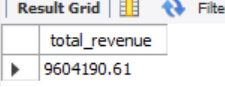 Result Grid Filte
total_revenue
9604190.61